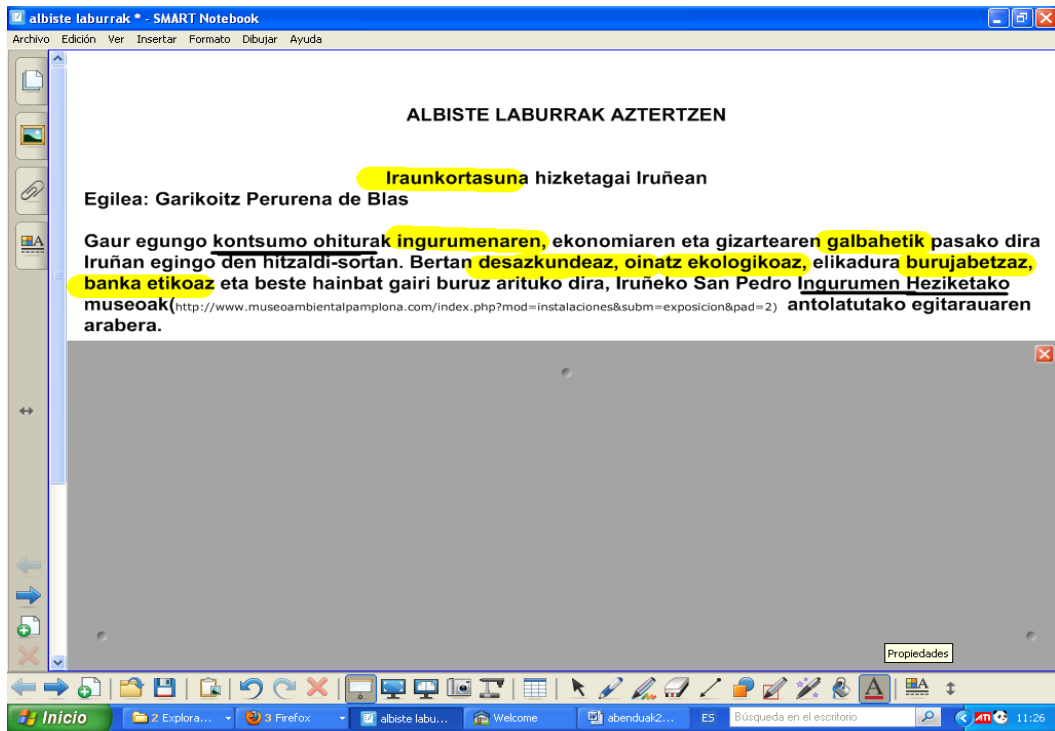 albiste laburrak * - SMART Notebook
Archivo Edición Ver Insertar Formato Dibujar Ayuda
ALBISTE LABURRAK AZTERTZEN
Iraunkortasuna hizketagai Iruñean
Egilea: Garikoitz Perurena de Blas
Gaur egungo kontsumo ohiturak ingurumenaren, ekonomiaren eta gizartearen galbahetik pasako dira
Iruñan egingo den hitzaldi-sortan. Bertan desazkundeaz, oinatz ekologikoaz, elikadura burujabetzaz,
banka etikoaz eta beste hainbat gairi buruz arituko dira, Iruñeko San Pedro Ingurumen Heziketako
museoak(http://www.museoambientalpamplona.com/index.php?mod=instalaciones&subm=exposicion&pad=2) antolatutako egitarauaren
arabera.
Propiedades
Inicio 2 Explora... 3 Firefox albiste labu... Welcome abenduak2... ES Búsqueda en el escritorio ATI 11:26